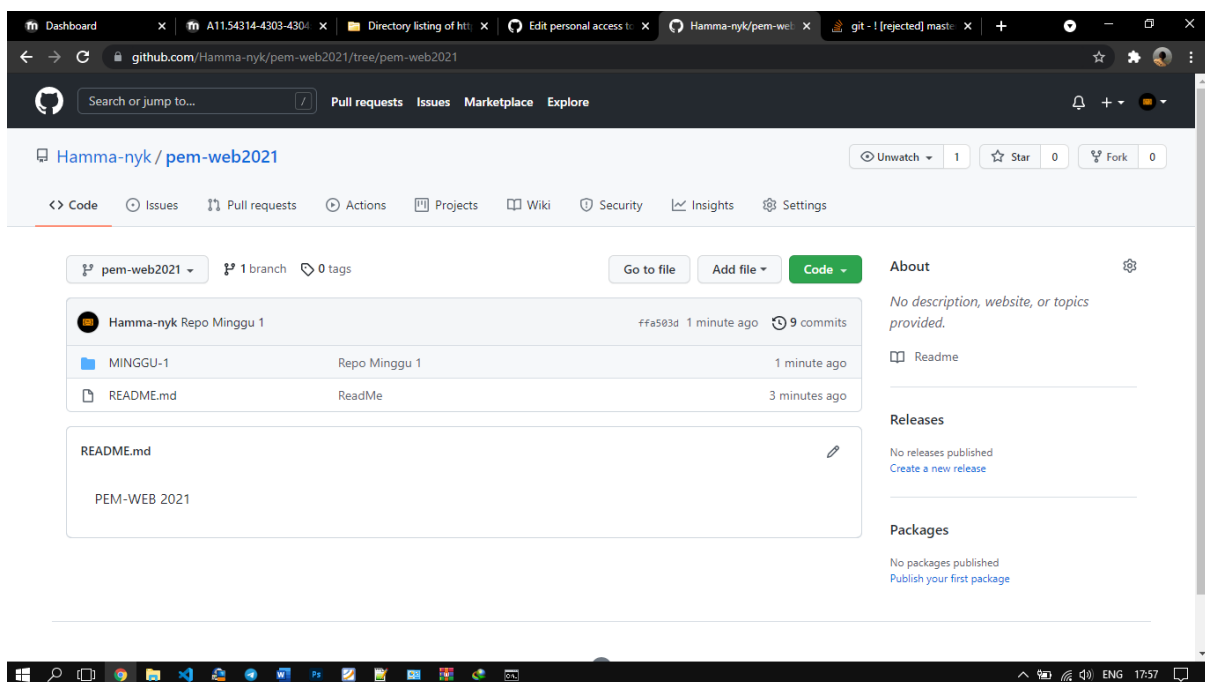 Dashboard
A11.54314-4303-4304
Directory listing of htt
Edit personal access to
Hamma-nyk/pem-web
git - ! [rejected] maste
github.com/Hamma-nyk/pem-web2021/tree/pem-web2021
Search or jump to...
/
Pull requests Issues Marketplace Explore
Hamma-nyk / pem-web2021
Unwatch 1
Star 0
Fork 0
<> Code
Issues
Pull requests
Actions
Projects
Wiki
Security
Insights
Settings
pem-web2021
1 branch
0 tags
Go to file
Add file
Code
Hamma-nyk Repo Minggu 1
ffa503d 1 minute ago
9 commits
MINGGU-1 Repo Minggu 1 1 minute ago
README.md ReadMe 3 minutes ago
README.md
PEM-WEB 2021
About
No description, website, or topics
provided.
Readme
Releases
No releases published
Create a new release
Packages
No packages published
Publish your first package
ENG 17:57